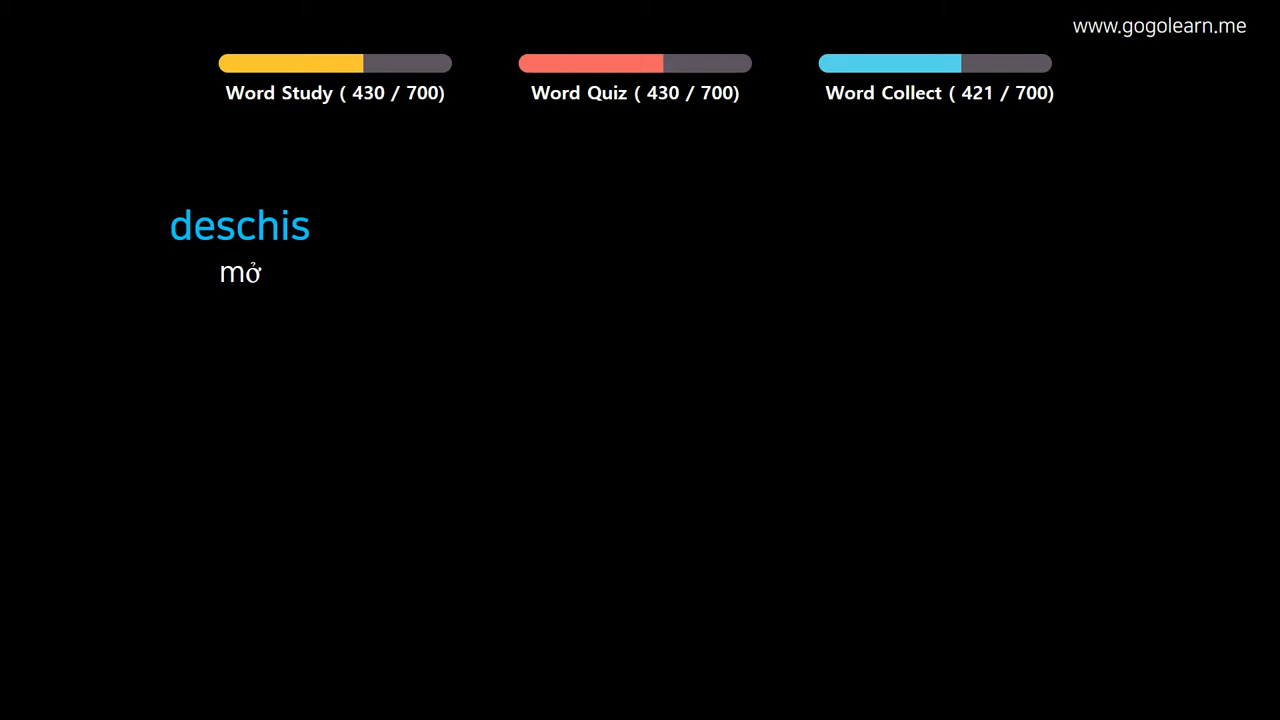 www.gogolearn.me
Word Study ( 430 / 700)
Word Quiz ( 430 / 700)
Word Collect ( 421 / 700)
deschis
mở